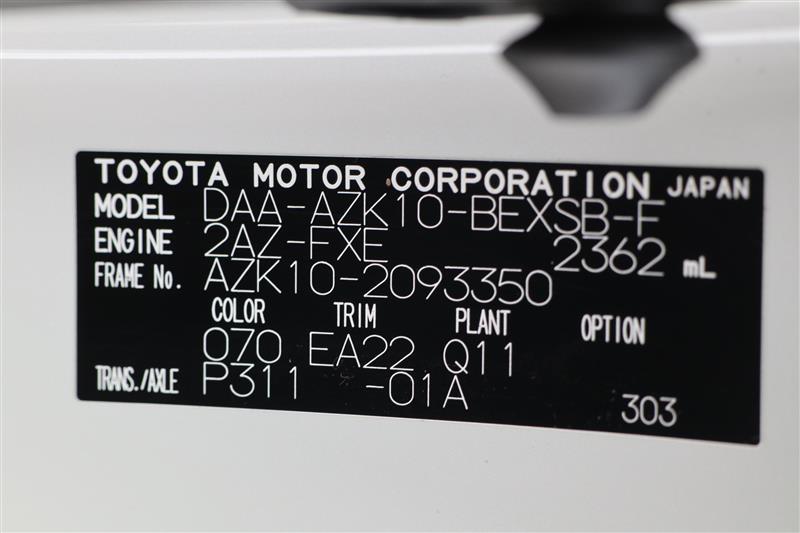 TOYOTA MOTOR CORPORATION JAPAN
MODEL DAA-AZK10-BEXSB-F
ENGINE 2AZ-FXE 2362 mL
FRAME No. AZK10-2093350
COLOR TRIM PLANT OPTION
070 EA22 Q11
TRANS./AXLE P311 -01A 303